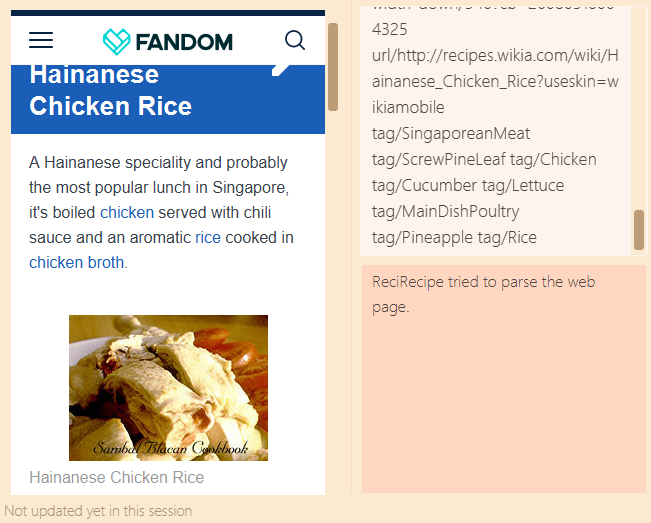 FANDOM
Hainanese
Chicken Rice
A Hainanese speciality and probably
the most popular lunch in Singapore,
it's boiled chicken served with chili
sauce and an aromatic rice cooked in
chicken broth.
Sambal Blacan Cookbook
Hainanese Chicken Rice
4325
url/http://recipes.wikia.com/wiki/H
ainanese_Chicken_Rice?useskin=w
ikiamobile
tag/SingaporeanMeat
tag/ScrewPineLeaf tag/Chicken
tag/Cucumber tag/Lettuce
tag/MainDishPoultry
tag/Pineapple tag/Rice
ReciRecipe tried to parse the web
page.
Not updated yet in this session